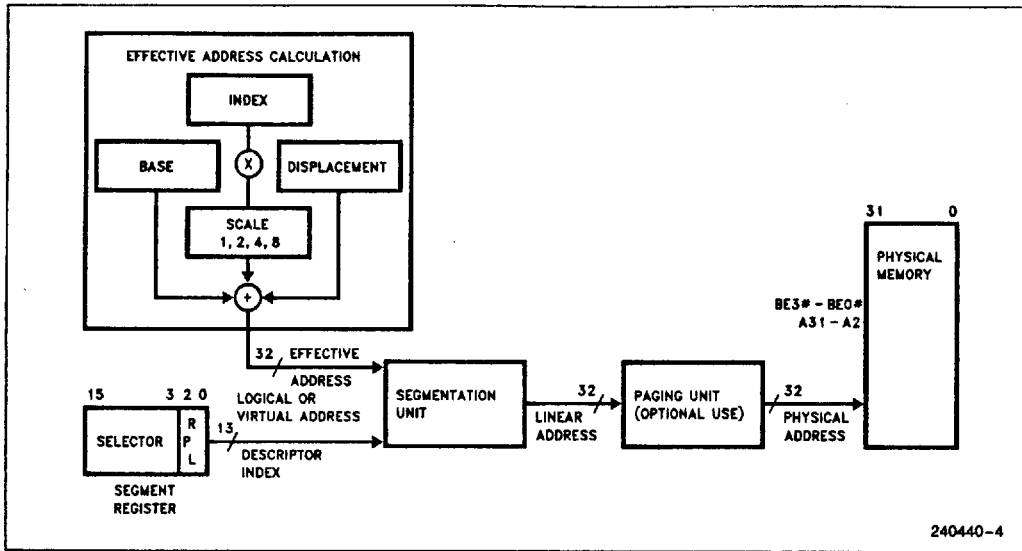 EFFECTIVE ADDRESS CALCULATION
INDEX
X
BASE
DISPLACEMENT
SCALE
1, 2, 4, 8
+
32
EFFECTIVE
ADDRESS
LOGICAL OR
VIRTUAL ADDRESS
15
3 2 0
SELECTOR
R
P
L
13
DESCRIPTOR
INDEX
SEGMENT
REGISTER
SEGMENTATION
UNIT
32
LINEAR
ADDRESS
PAGING UNIT
(OPTIONAL USE)
32
PHYSICAL
ADDRESS
31
0
PHYSICAL
MEMORY
BE3# - BE0#
A31 - A2
240440-4